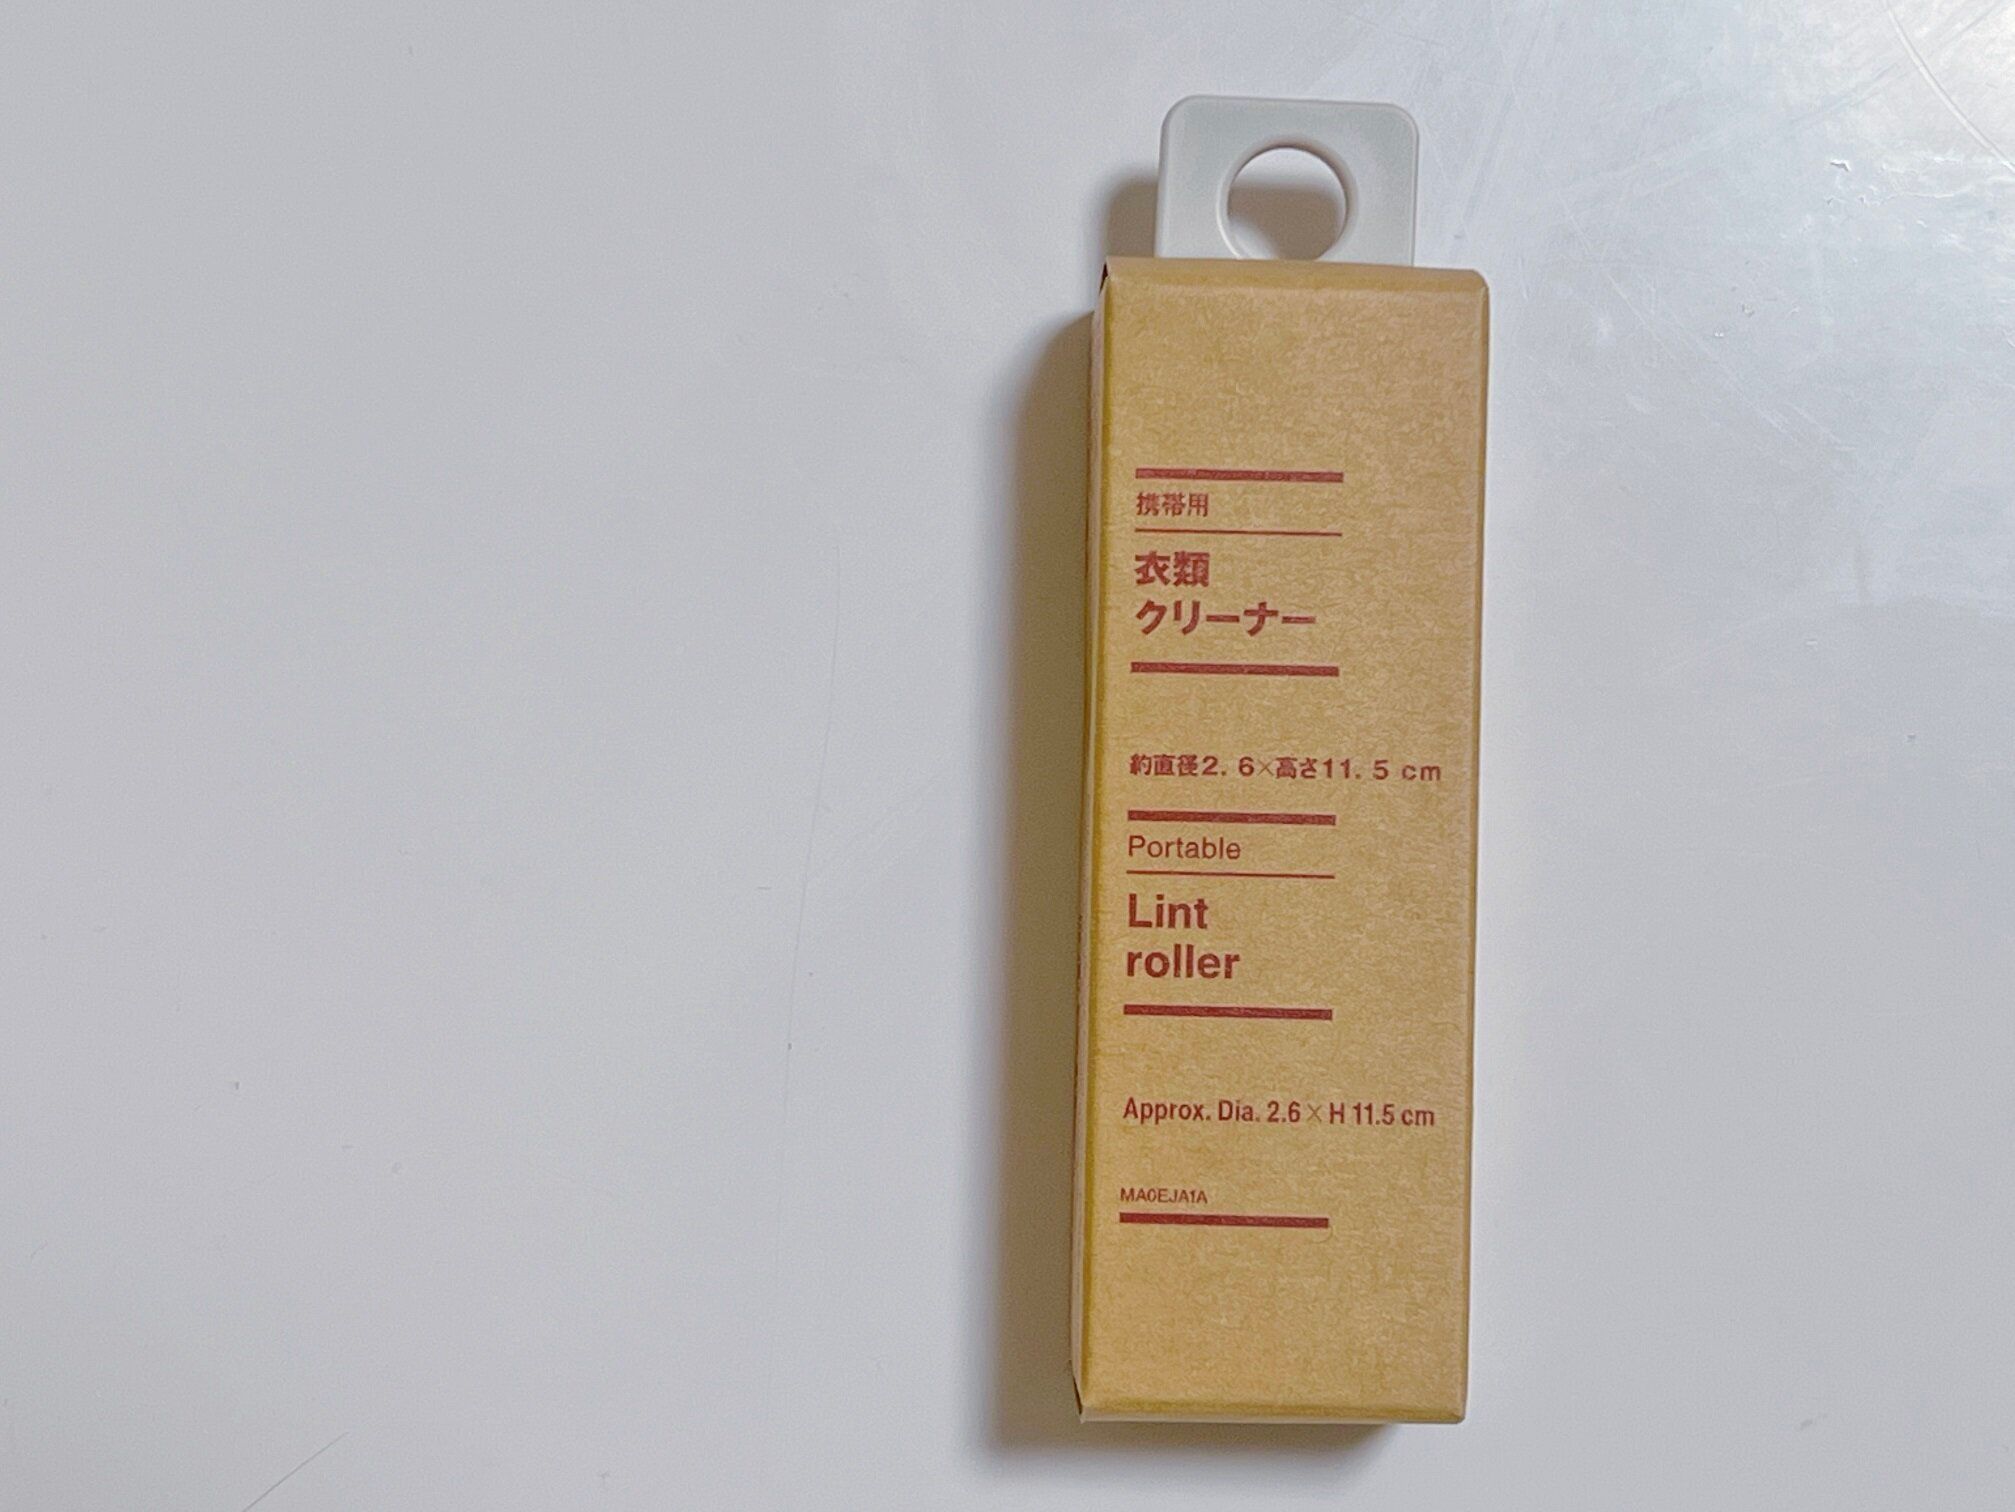 携帯用
衣類
クリーナー
約直径2.6×高さ11.5cm
Portable
Lint
roller
Approx. Dia. 2.6×H 11.5 cm
MA0EJA1A